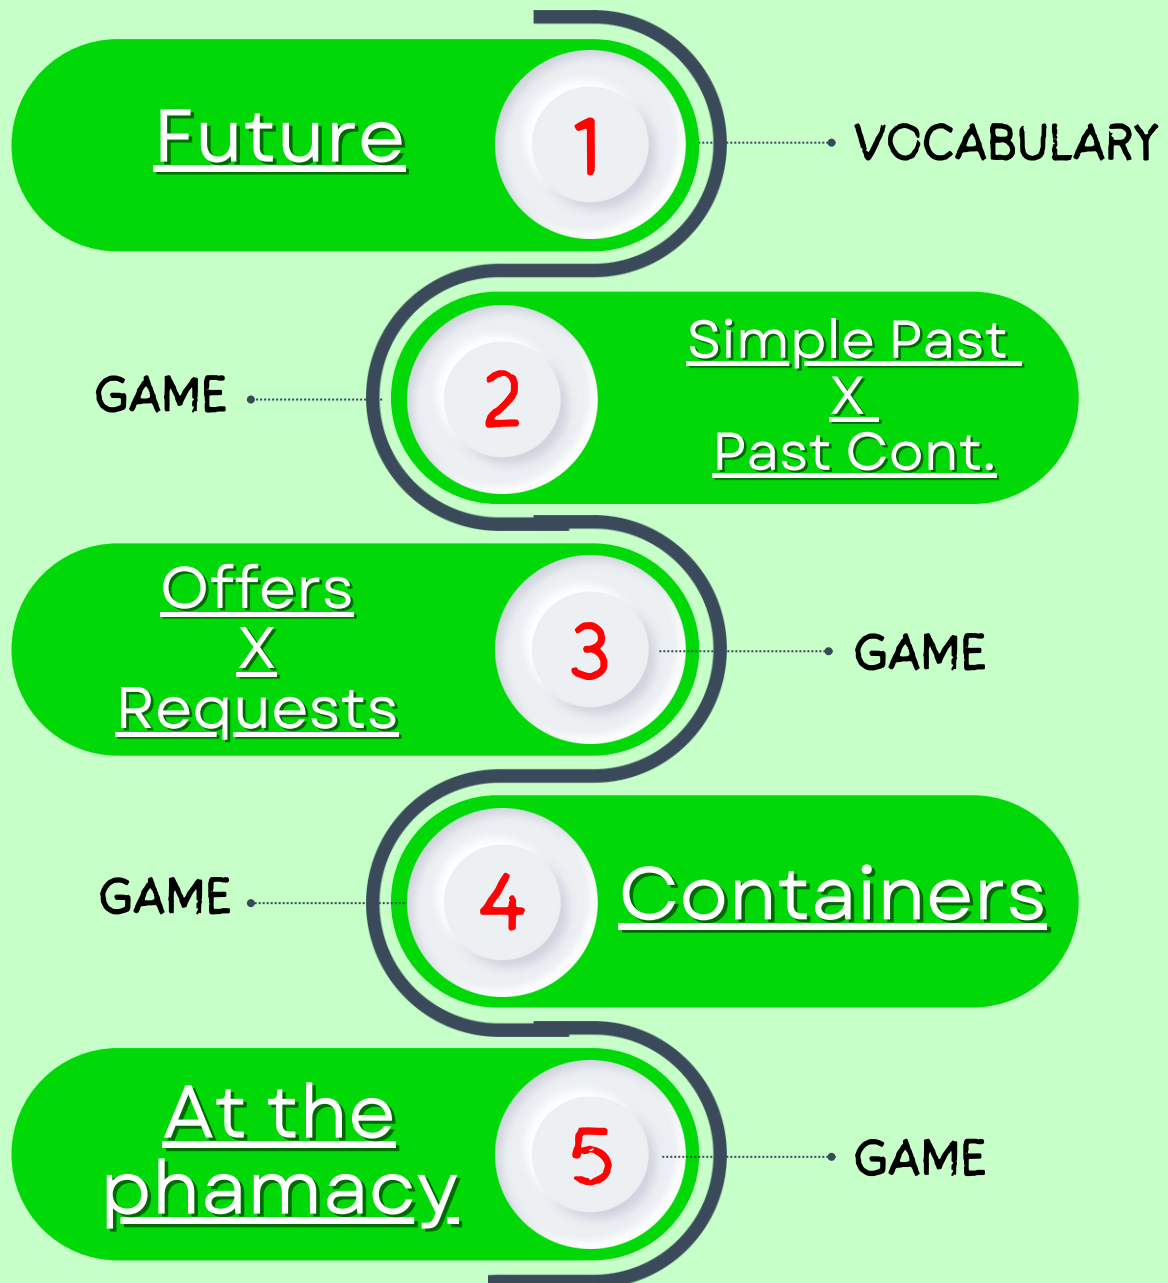 Future
1
VOCABULARY
GAME
2
Simple Past
X
Past Cont.
Offers
X
Requests
3
GAME
GAME
4
Containers
At the
phamacy
5
GAME